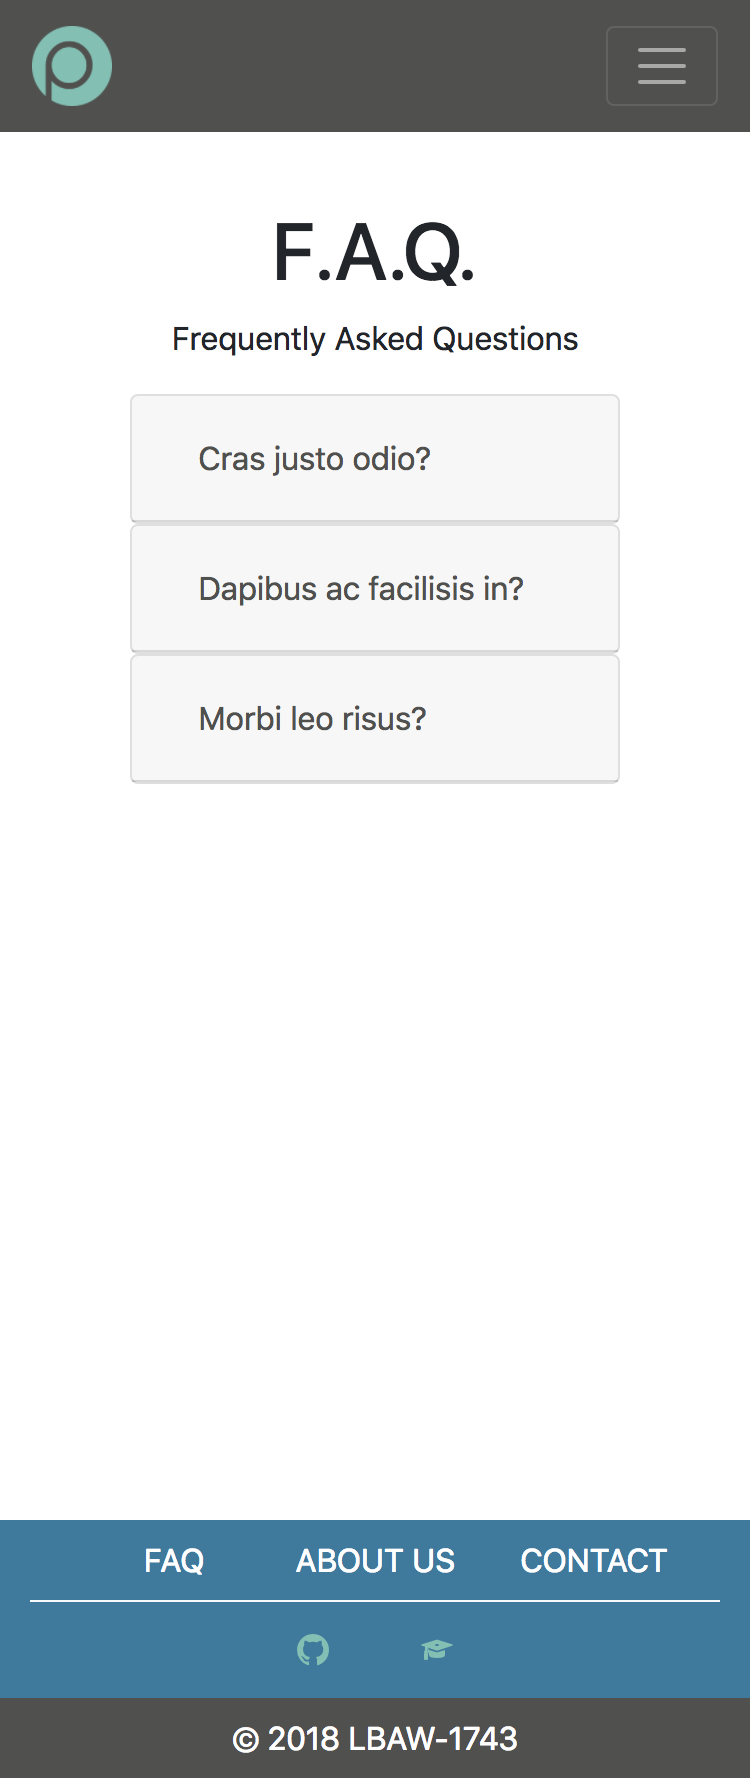 F.A.Q.
Frequently Asked Questions
Cras justo odio?
Dapibus ac facilisis in?
Morbi leo risus?
FAQ ABOUT US CONTACT
© 2018 LBAW-1743